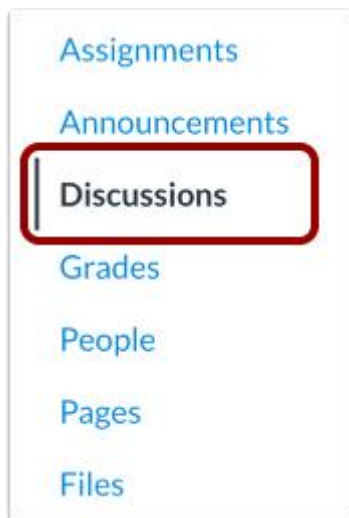 Assignments
Announcements
Discussions
Grades
People
Pages
Files